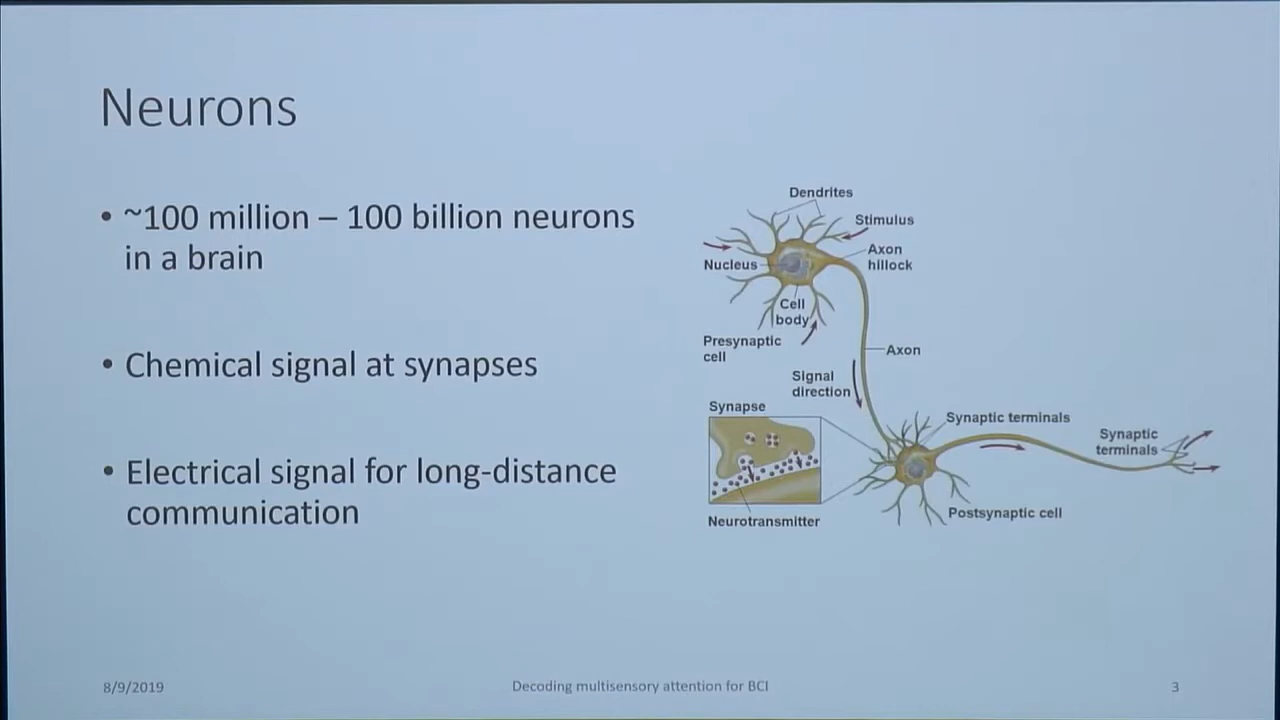 Neurons
• ~100 million – 100 billion neurons
in a brain
• Chemical signal at synapses
• Electrical signal for long-distance
communication
Dendrites
Stimulus
Axon
hillock
Nucleus
Cell
body
Presynaptic
cell
Axon
Signal
direction
Synapse
Synaptic terminals
Synaptic
terminals
Neurotransmitter
Postsynaptic cell
8/9/2019
Decoding multisensory attention for BCI
3